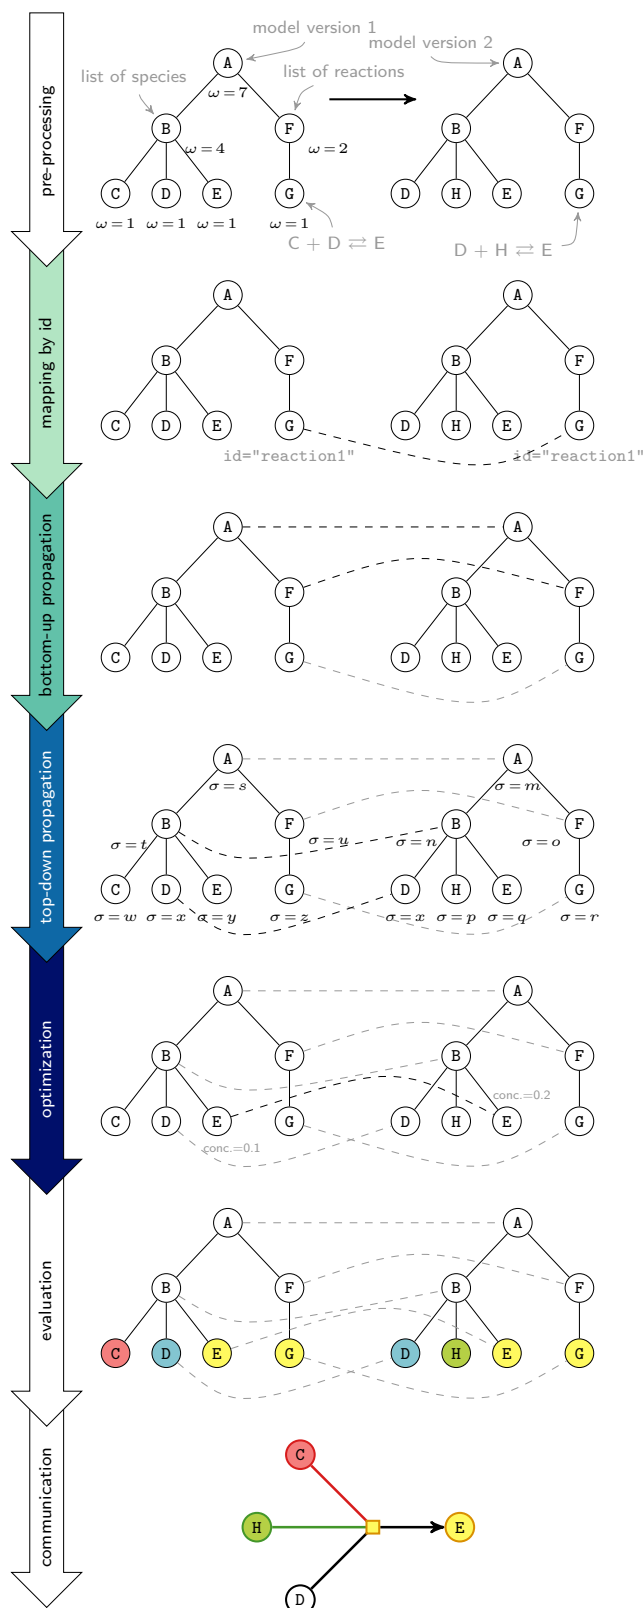 pre-processing
model version 1
model version 2
A
A
list of species
list of reactions
ω=7
B
F
B
F
ω=4
ω=2
C
D
E
G
D
H
E
G
ω=1
ω=1
ω=1
ω=1
C + D ⇄ E
D + H ⇄ E
mapping by id
A
A
B
F
B
F
C
D
E
G
D
H
E
G
id="reaction1"
id="reaction1"
bottom-up propagation
A
A
B
F
B
F
C
D
E
G
D
H
E
G
top-down propagation
A
A
σ=s
σ=m
B
F
B
F
σ=t
σ=u
σ=n
σ=o
C
D
E
G
D
H
E
G
σ=w
σ=x
σ=y
σ=z
σ=x
σ=p
σ=q
σ=r
optimization
A
A
B
F
B
F
conc.=0.2
C
D
E
G
D
H
E
G
conc.=0.1
evaluation
A
A
B
F
B
F
C
D
E
G
D
H
E
G
communication
C
H
E
D